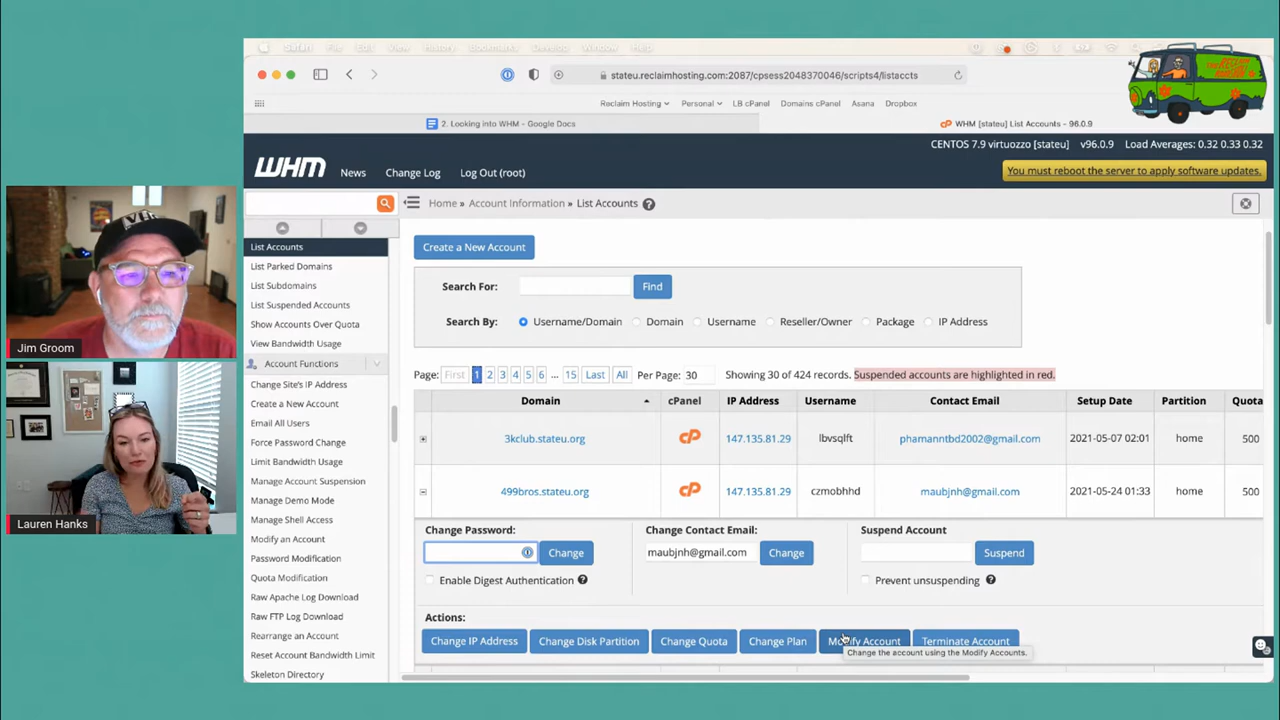 Safari File Edit View History Bookmarks Develop Window Help
stateu.reclaimhosting.com:2087/cpsess2048370046/scripts4/listaccts
Reclaim Hosting Personal LB cPanel Domains cPanel Asana Dropbox
2. Looking into WHM - Google Docs
WHM [stateu] List Accounts - 96.0.9
CENTOS 7.9 virtuozzo [stateu] v96.0.9 Load Averages: 0.32 0.33 0.32
WHM News Change Log Log Out (root)
You must reboot the server to apply software updates.
Home » Account Information » List Accounts
List Accounts
List Parked Domains
List Subdomains
List Suspended Accounts
Show Accounts Over Quota
View Bandwidth Usage
Account Functions
Change Site's IP Address
Create a New Account
Email All Users
Force Password Change
Limit Bandwidth Usage
Manage Account Suspension
Manage Demo Mode
Manage Shell Access
Modify an Account
Password Modification
Quota Modification
Raw Apache Log Download
Raw FTP Log Download
Rearrange an Account
Reset Account Bandwidth Limit
Skeleton Directory
Create a New Account
Search For: Find
Search By: Username/Domain Domain Username Reseller/Owner Package IP Address
Page: First 1 2 3 4 5 6 ... 15 Last All Per Page: 30 Showing 30 of 424 records. Suspended accounts are highlighted in red.
Domain cPanel IP Address Username Contact Email Setup Date Partition Quota
3kclub.stateu.org cP 147.135.81.29 lbvsqlft phamanntbd2002@gmail.com 2021-05-07 02:01 home 500
499bros.stateu.org cP 147.135.81.29 czmobhhd maubjnh@gmail.com 2021-05-24 01:33 home 500
Change Password: Change Contact Email: Suspend Account
Change maubjnh@gmail.com Change Suspend
Enable Digest Authentication Prevent unsuspending
Actions:
Change IP Address Change Disk Partition Change Quota Change Plan Modify Account Terminate Account
Change the account using the Modify Accounts.
Jim Groom
Lauren Hanks